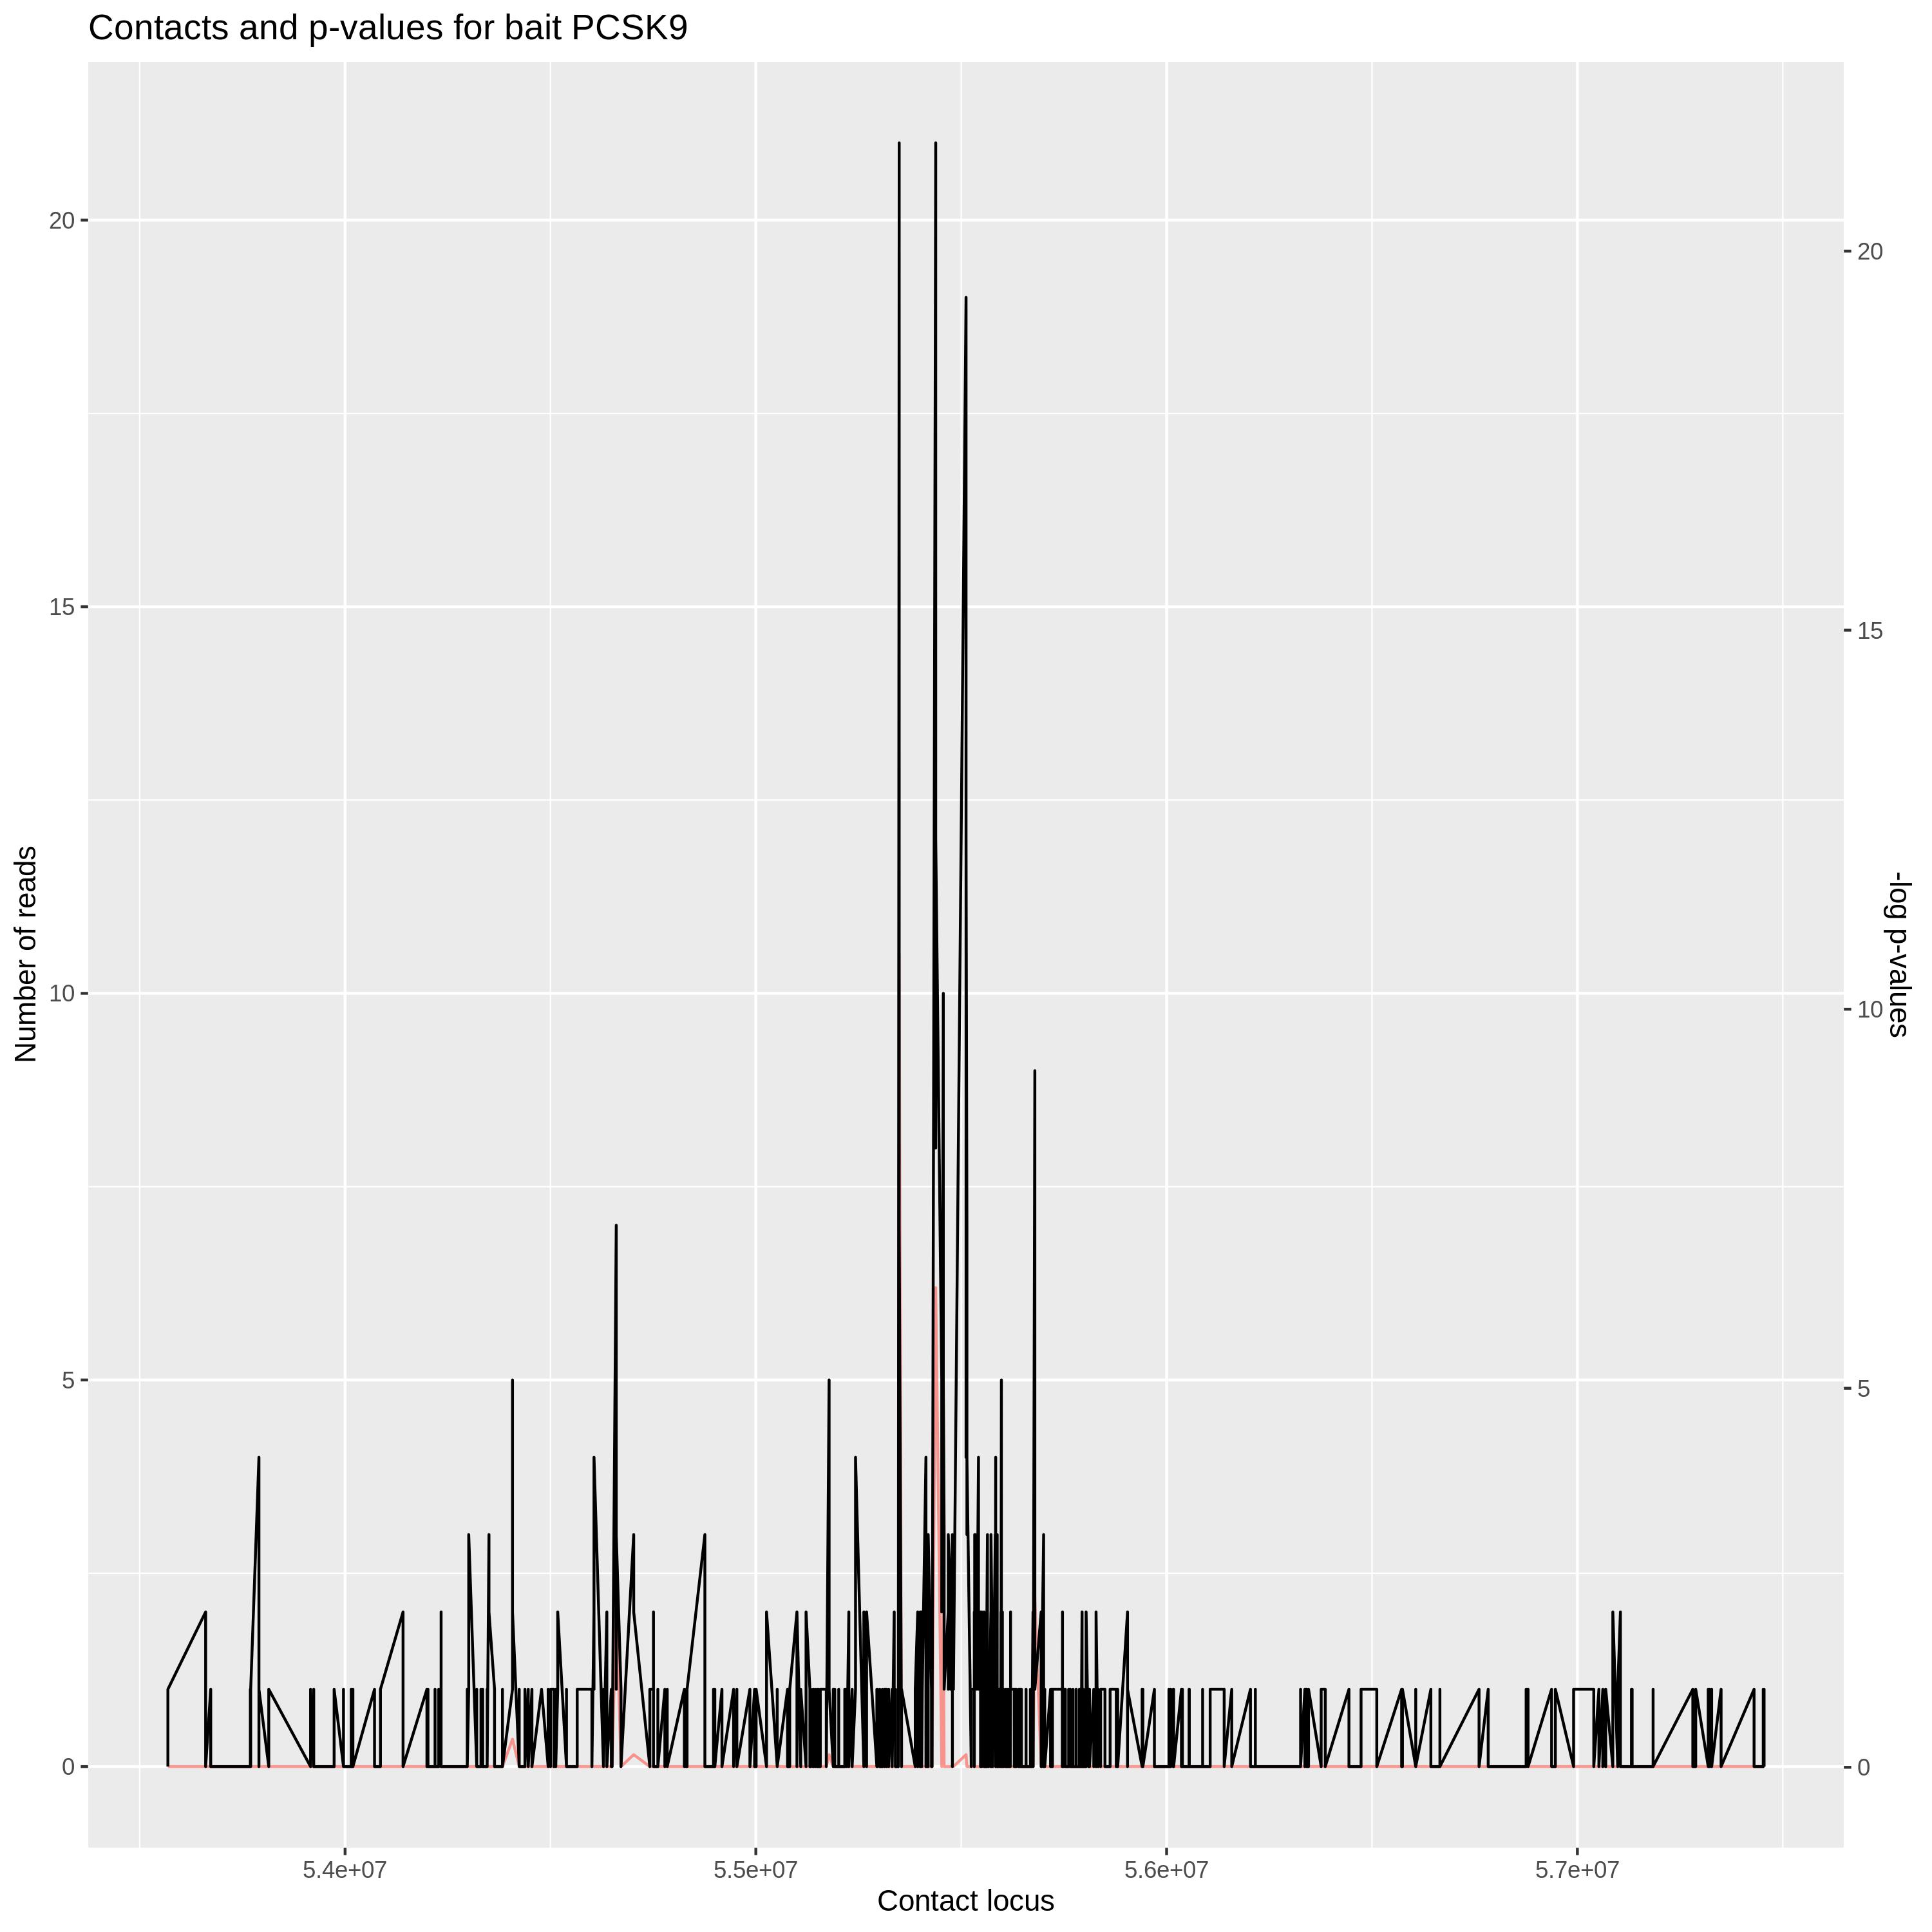 Contacts and p-values for bait PCSK9
20
15
10
5
0
Number of reads
20
15
10
5
0
-log p-values
5.4e+07 5.5e+07 5.6e+07 5.7e+07
Contact locus